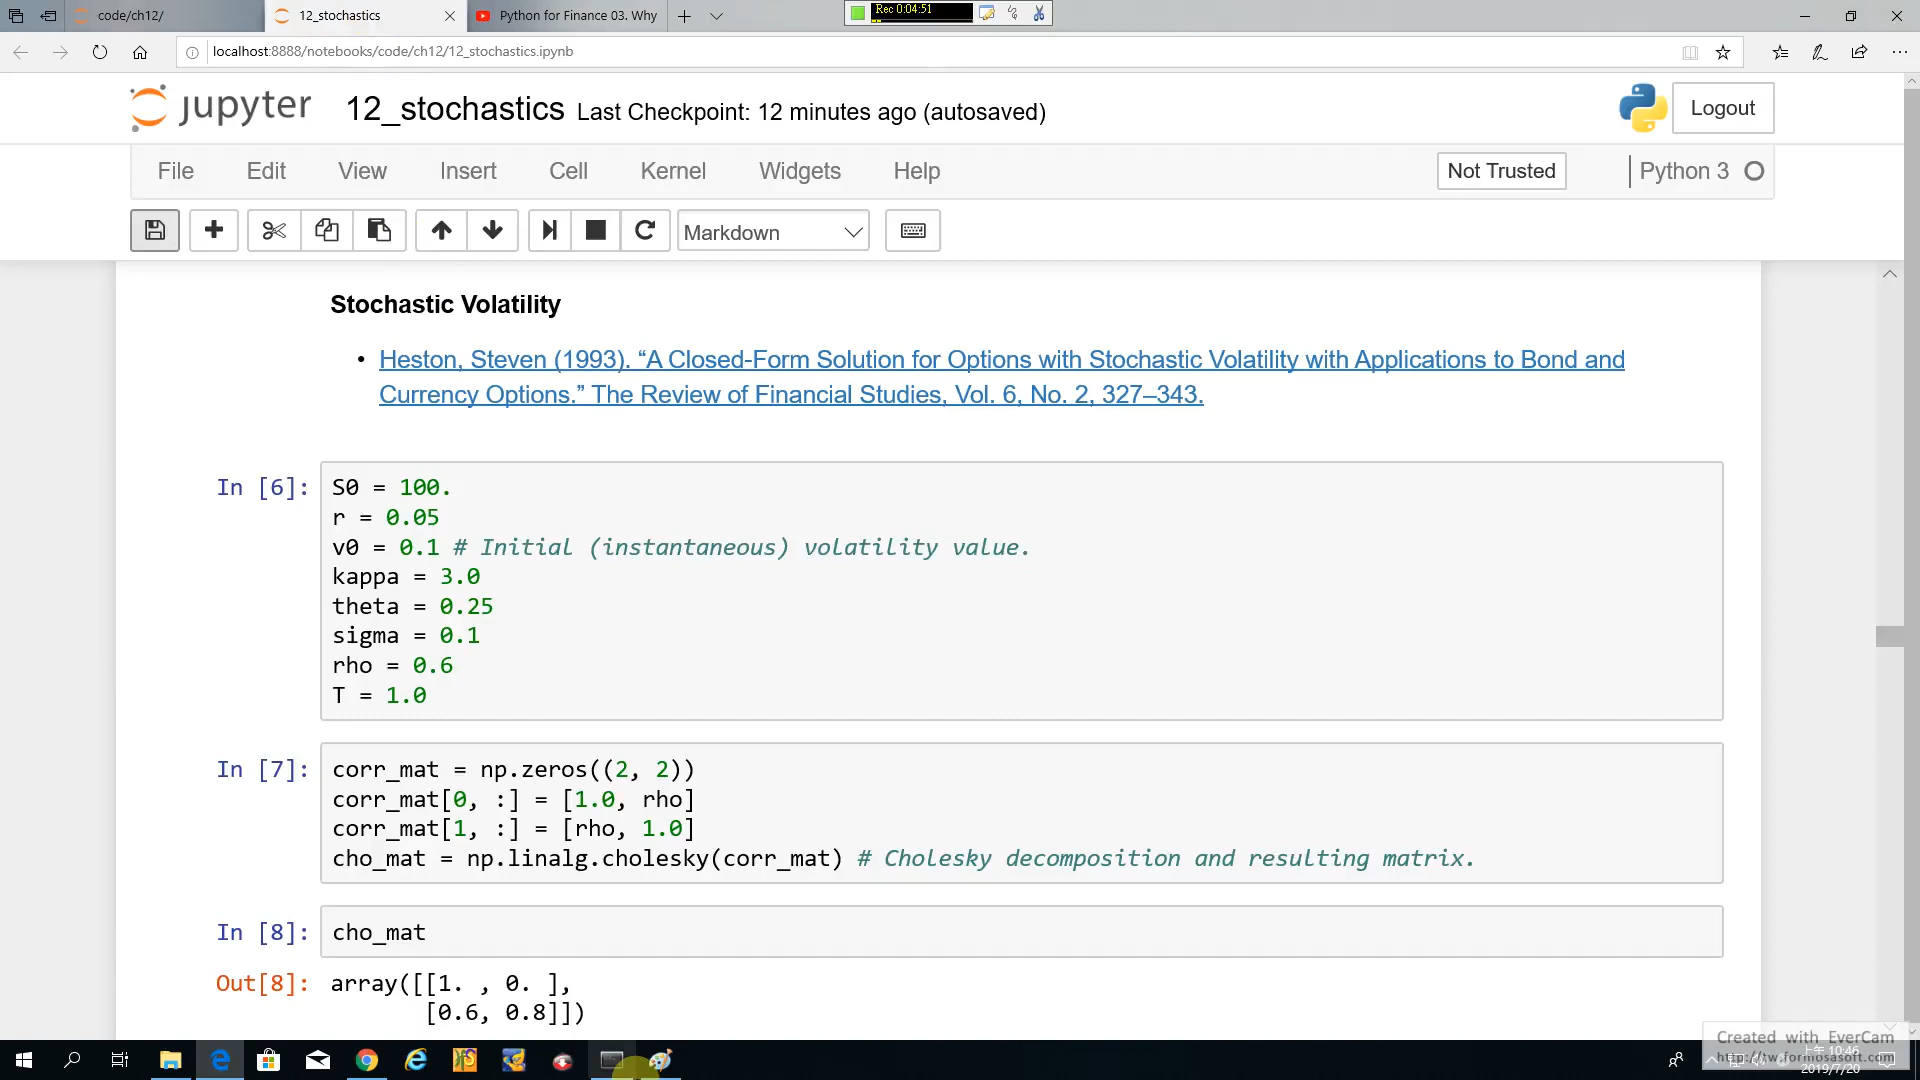 code/ch12/
12_stochastics
Python for Finance 03. Why
Rec 0:04:51
localhost:8888/notebooks/code/ch12/12_stochastics.ipynb
jupyter
12_stochastics Last Checkpoint: 12 minutes ago (autosaved)
Logout
File Edit View Insert Cell Kernel Widgets Help
Not Trusted
Python 3
Markdown
Stochastic Volatility
• Heston, Steven (1993). “A Closed-Form Solution for Options with Stochastic Volatility with Applications to Bond and
Currency Options.” The Review of Financial Studies, Vol. 6, No. 2, 327–343.
In [6]: S0 = 100.
r = 0.05
v0 = 0.1 # Initial (instantaneous) volatility value.
kappa = 3.0
theta = 0.25
sigma = 0.1
rho = 0.6
T = 1.0
In [7]: corr_mat = np.zeros((2, 2))
corr_mat[0, :] = [1.0, rho]
corr_mat[1, :] = [rho, 1.0]
cho_mat = np.linalg.cholesky(corr_mat) # Cholesky decomposition and resulting matrix.
In [8]: cho_mat
Out[8]: array([[1. , 0. ],
[0.6, 0.8]])
Created with EverCam
http://tw.formosasoft.com
上午 10:46
2019/7/20